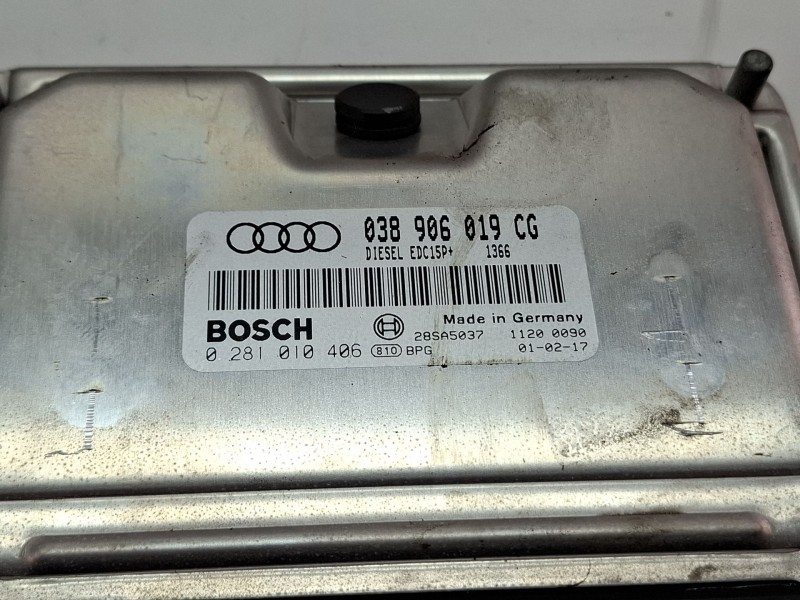 038 906 019 CG
DIESEL EDC15P+ 1366
BOSCH Made in Germany
28SA5037 1120 0090
0 281 010 406 810 BPG 01-02-17